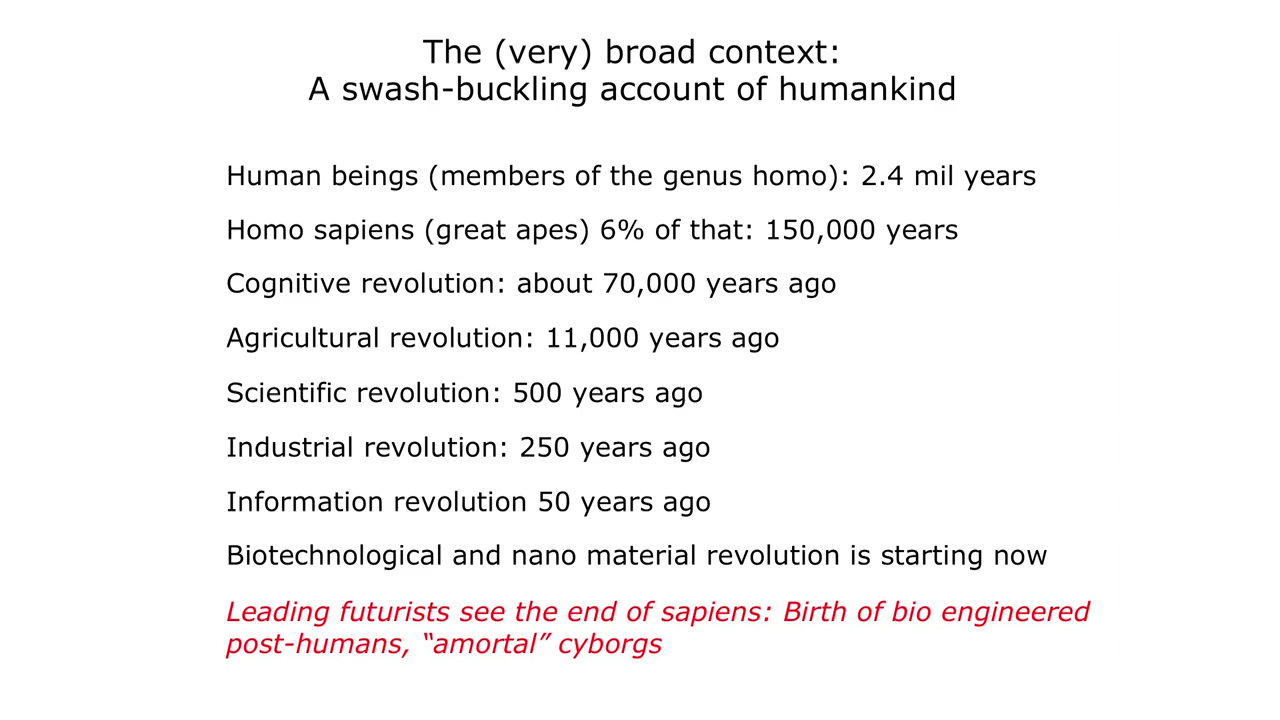 The (very) broad context:
A swash-buckling account of humankind
Human beings (members of the genus homo): 2.4 mil years
Homo sapiens (great apes) 6% of that: 150,000 years
Cognitive revolution: about 70,000 years ago
Agricultural revolution: 11,000 years ago
Scientific revolution: 500 years ago
Industrial revolution: 250 years ago
Information revolution 50 years ago
Biotechnological and nano material revolution is starting now
Leading futurists see the end of sapiens: Birth of bio engineered
post-humans, “amortal” cyborgs